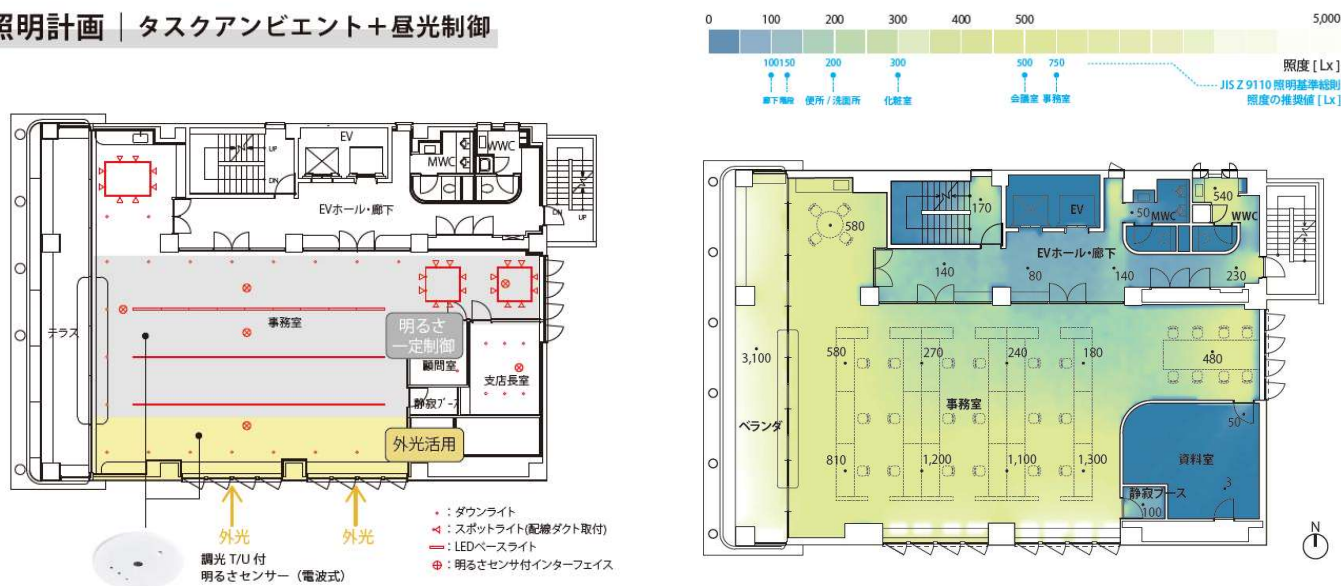 照明計画｜タスクアンビエント＋昼光制御
EV
UP
DN
MWC
WWC
EVホール・廊下
DN
UP
テラス
事務室
明るさ
一定制御
顧問室
支店長室
静寂ブース
外光活用
外光
外光
調光 T/U 付
明るさセンサー（電波式）
：ダウンライト
：スポットライト(配線ダクト取付)
：LEDベースライト
：明るさセンサ付インターフェイス
0 100 200 300 400 500 5,000
照度 [ Lx ]
100 150 200 300 500 750
廊下 階段 便所 / 洗面所 化粧室 会議室 事務室
JIS Z 9110 照明基準総則
照度の推奨値 [ Lx ]
580
170
EV
50
MWC
540
WWC
EVホール・廊下
140
80
140
230
3,100
580
270
240
180
480
事務室
ベランダ
50
資料室
810
1,200
1,100
1,300
静寂ブース
100
3
N